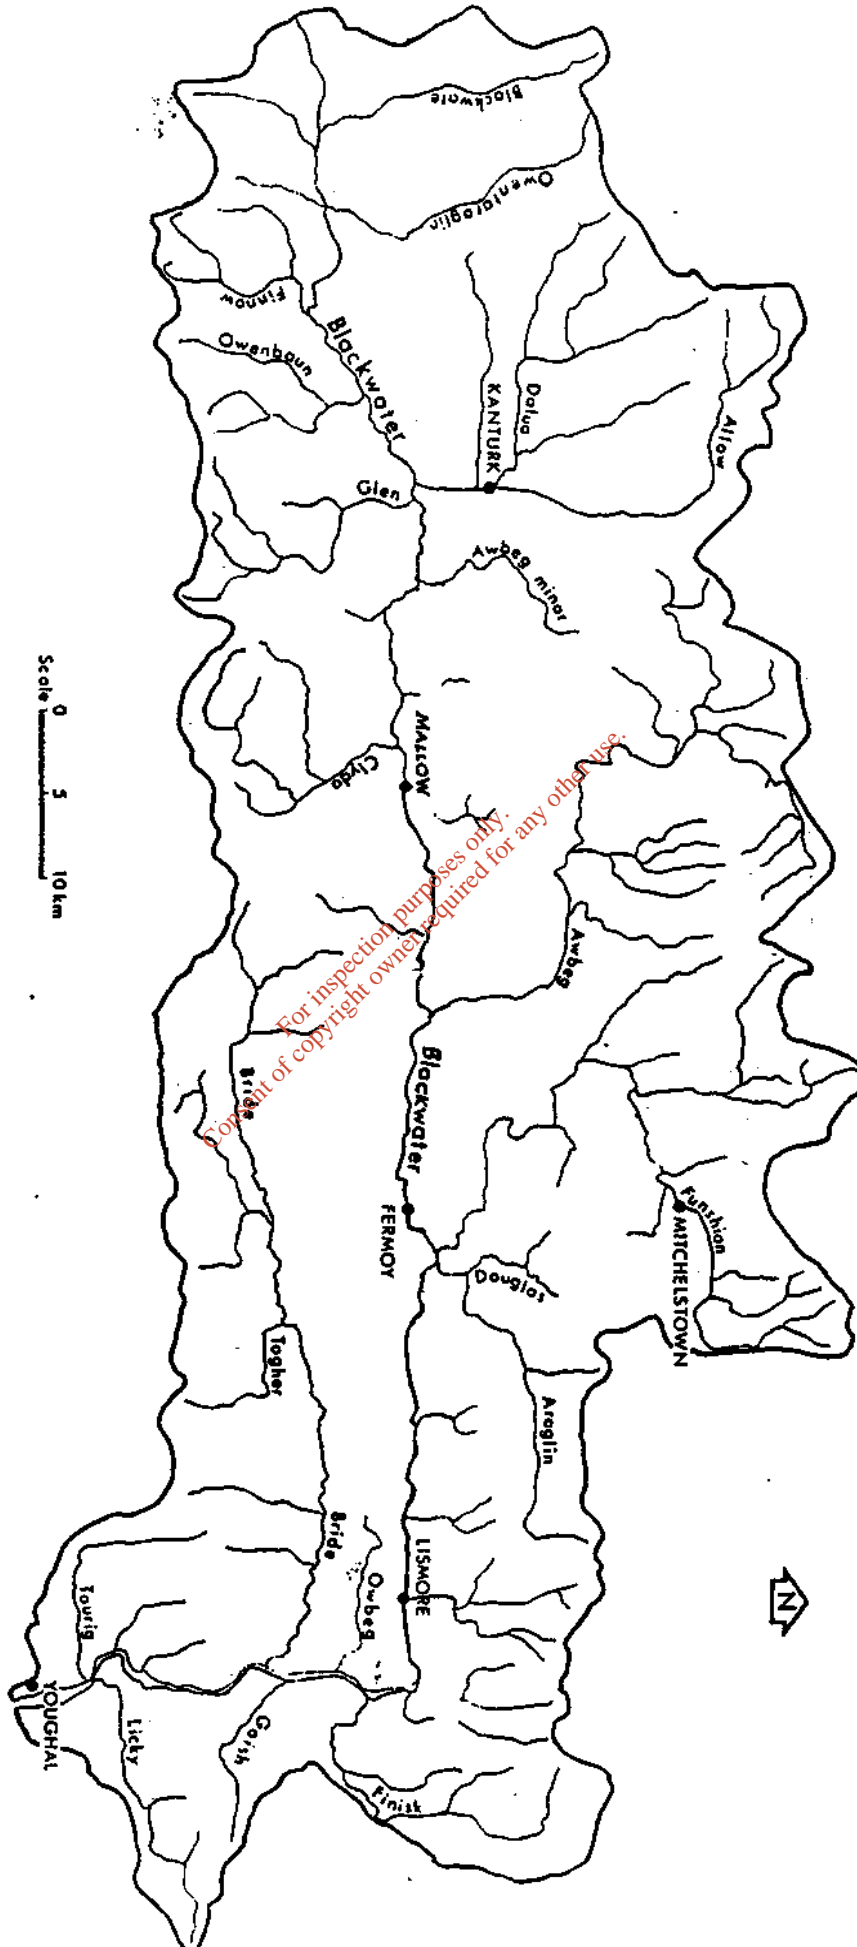 Blackwate
Owentaraglin
Finnow
Owenbaun
Blackwater
KANTURK
Dalua
Allow
Glen
Awbeg minor
Scale 0 5 10 km
MALLOW
Clyda
For inspection purposes only.
Consent of copyright owner required for any other use.
Awbeg
Blackwater
Bride
FERMOY
Funshion
MITCHELSTOWN
Douglas
Togher
Araglin
Bride
Owbeg
LISMORE
N
Tourig
YOUGHAL
Licky
Goish
Finisk